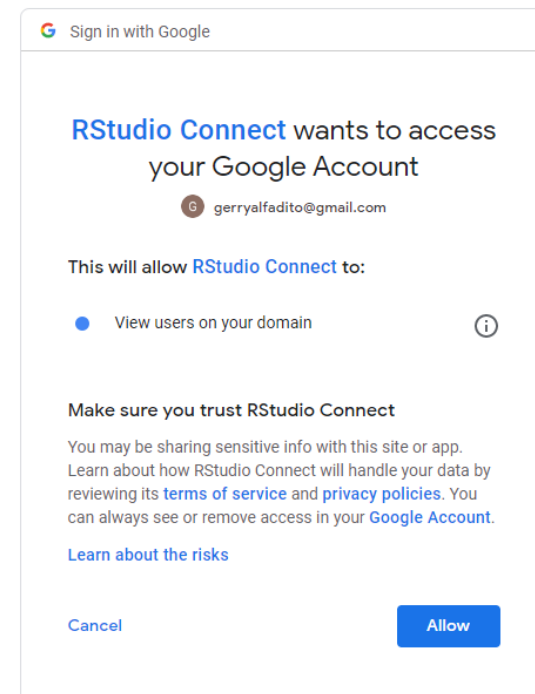 Sign in with Google
RStudio Connect wants to access
your Google Account
G gerryalfadito@gmail.com
This will allow RStudio Connect to:
View users on your domain
Make sure you trust RStudio Connect
You may be sharing sensitive info with this site or app.
Learn about how RStudio Connect will handle your data by
reviewing its terms of service and privacy policies. You
can always see or remove access in your Google Account.
Learn about the risks
Cancel Allow